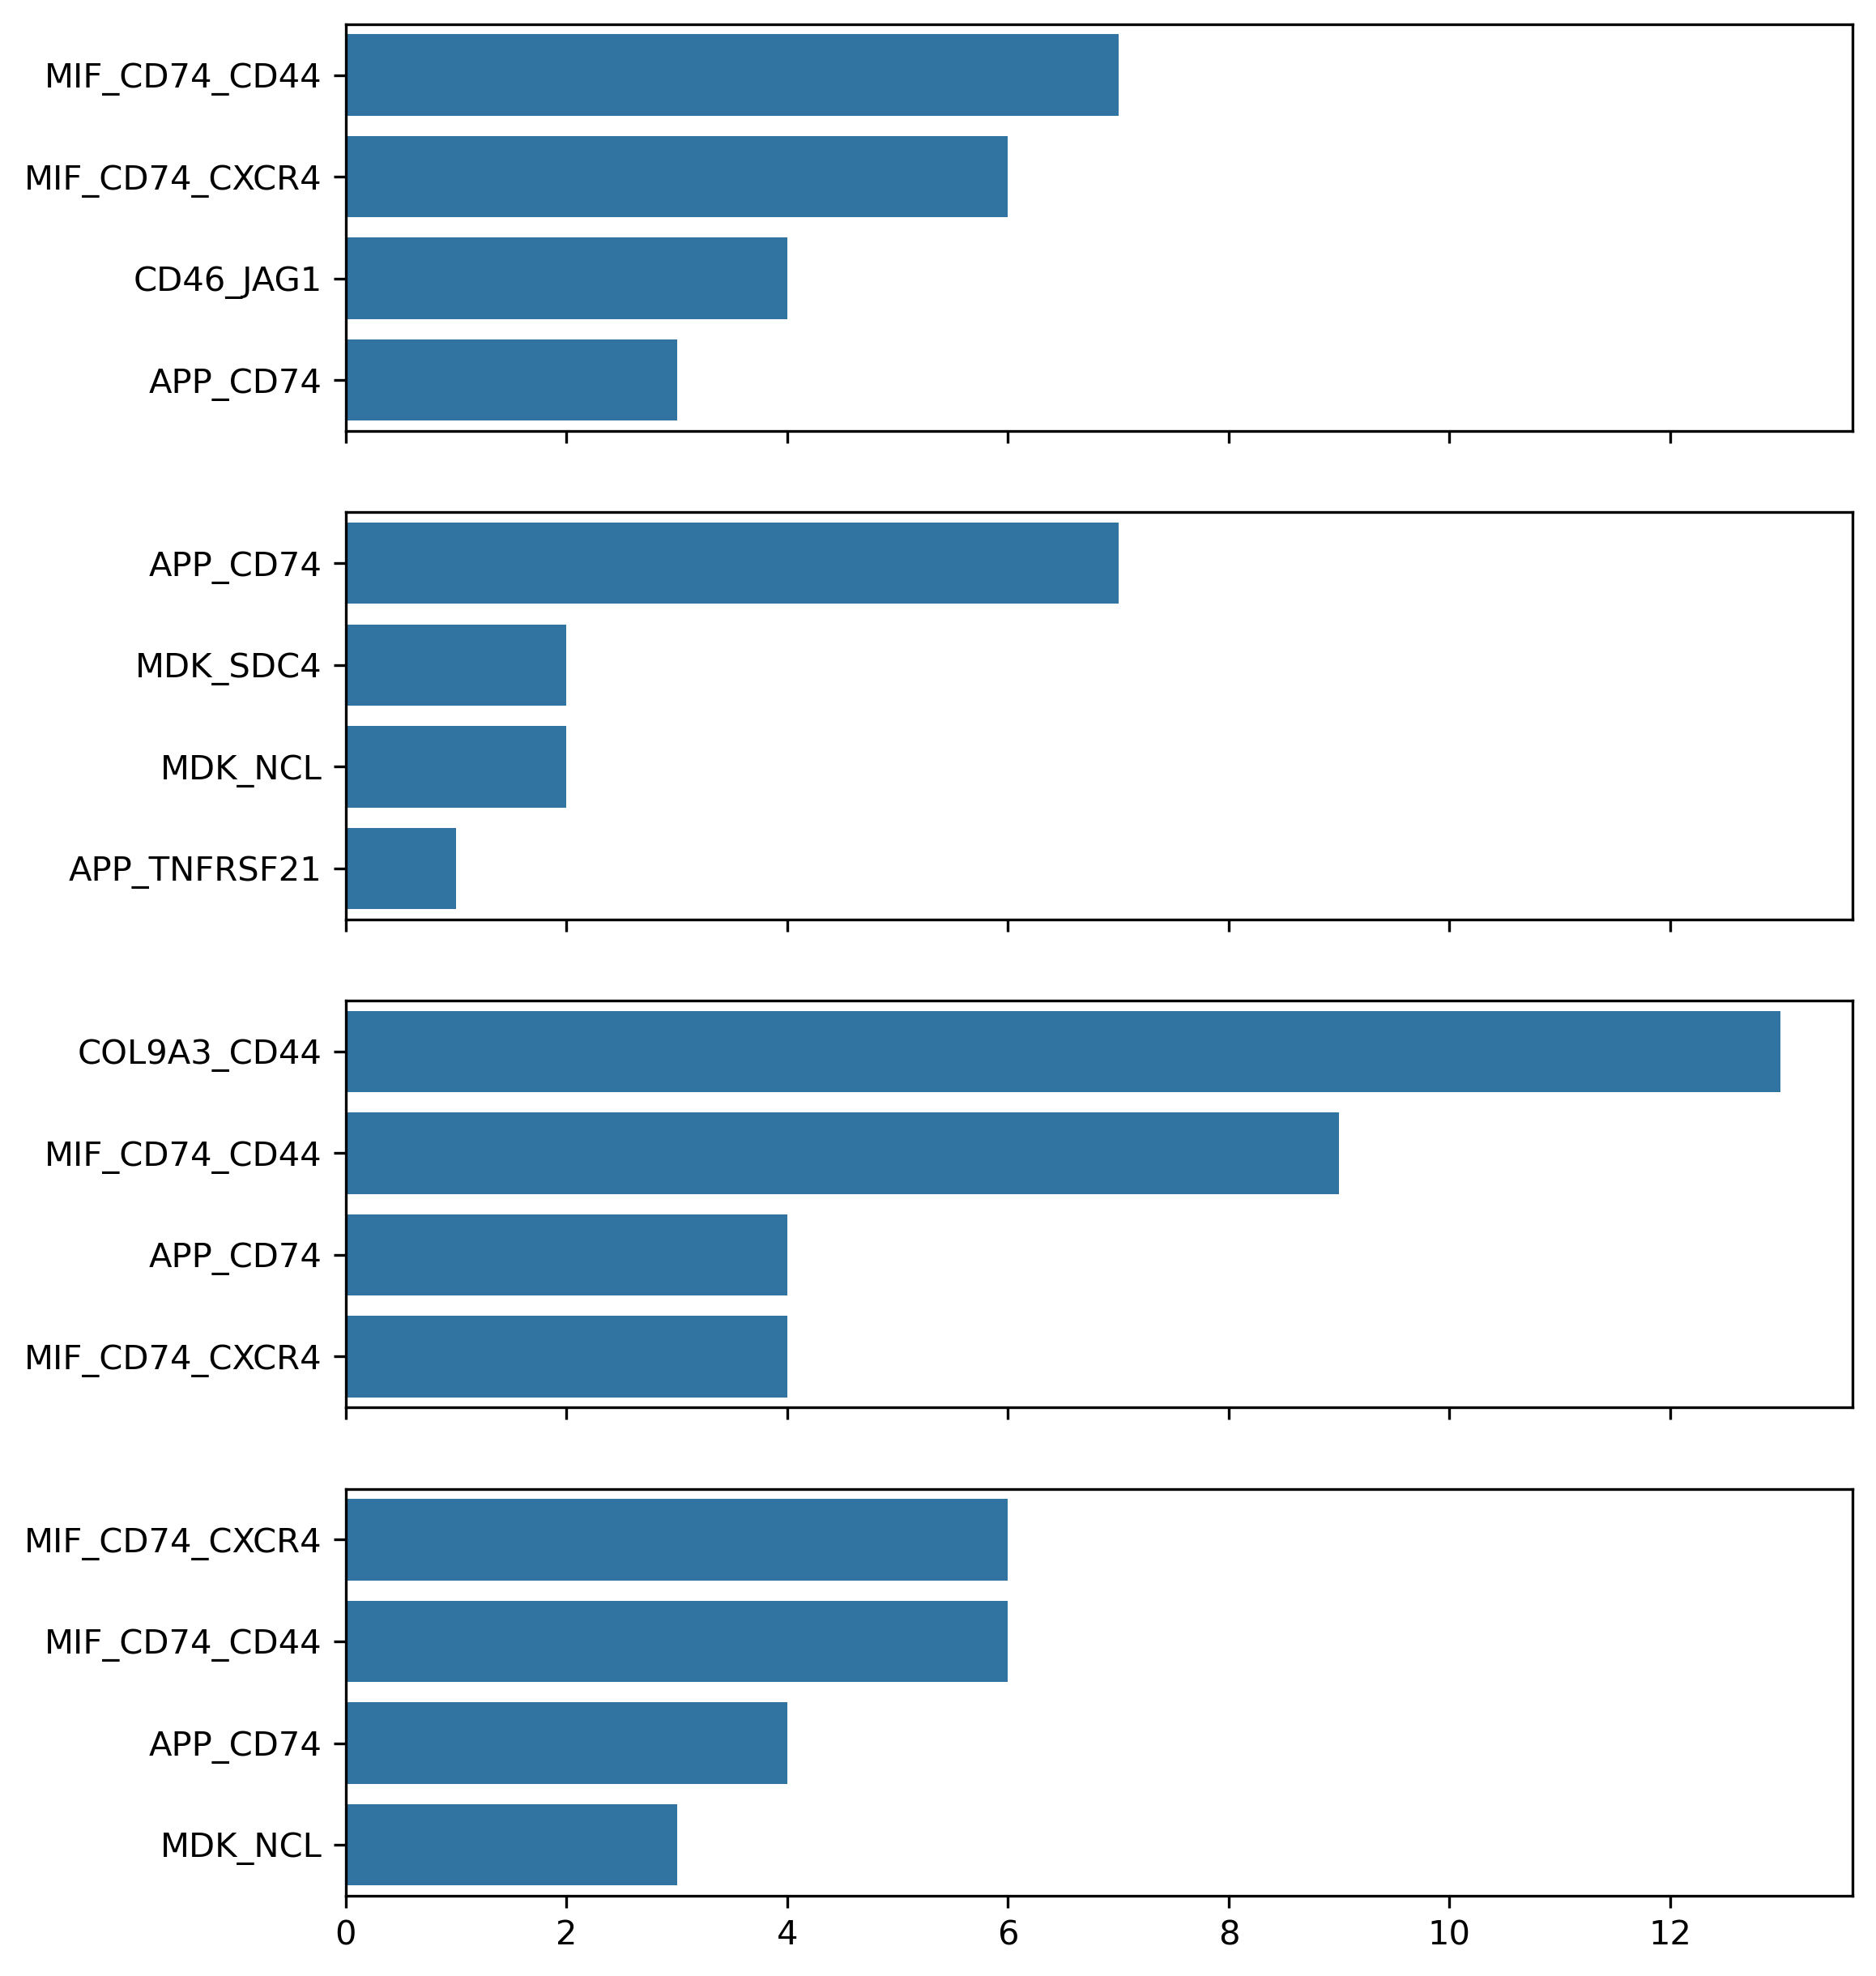 MIF_CD74_CD44
MIF_CD74_CXCR4
CD46_JAG1
APP_CD74
APP_CD74
MDK_SDC4
MDK_NCL
APP_TNFRSF21
COL9A3_CD44
MIF_CD74_CD44
APP_CD74
MIF_CD74_CXCR4
MIF_CD74_CXCR4
MIF_CD74_CD44
APP_CD74
MDK_NCL
0 2 4 6 8 10 12